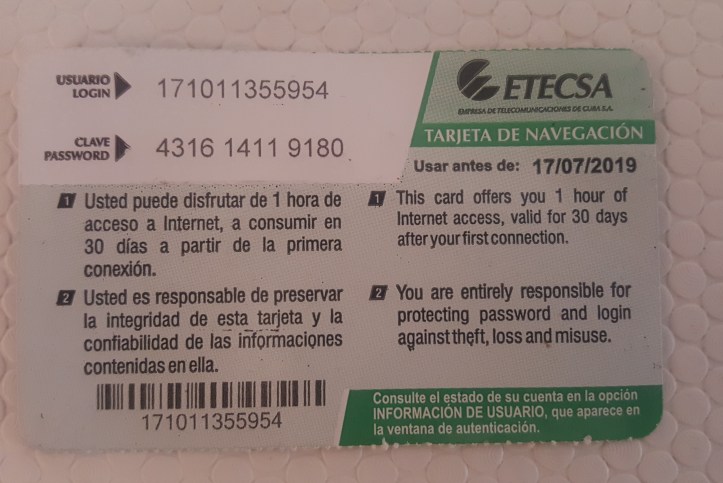 USUARIO
LOGIN
171011355954
CLAVE
PASSWORD
4316 1411 9180
ETECSA
EMPRESA DE TELECOMUNICACIONES DE CUBA S.A.
TARJETA DE NAVEGACIÓN
Usar antes de: 17/07/2019
1 Usted puede disfrutar de 1 hora de
acceso a Internet, a consumir en
30 días a partir de la primera
conexión.
2 Usted es responsable de preservar
la integridad de esta tarjeta y la
confiabilidad de las informaciones
contenidas en ella.
171011355954
1 This card offers you 1 hour of
Internet access, valid for 30 days
after your first connection.
2 You are entirely responsible for
protecting password and login
against theft, loss and misuse.
Consulte el estado de su cuenta en la opción
INFORMACIÓN DE USUARIO, que aparece en
la ventana de autenticación.